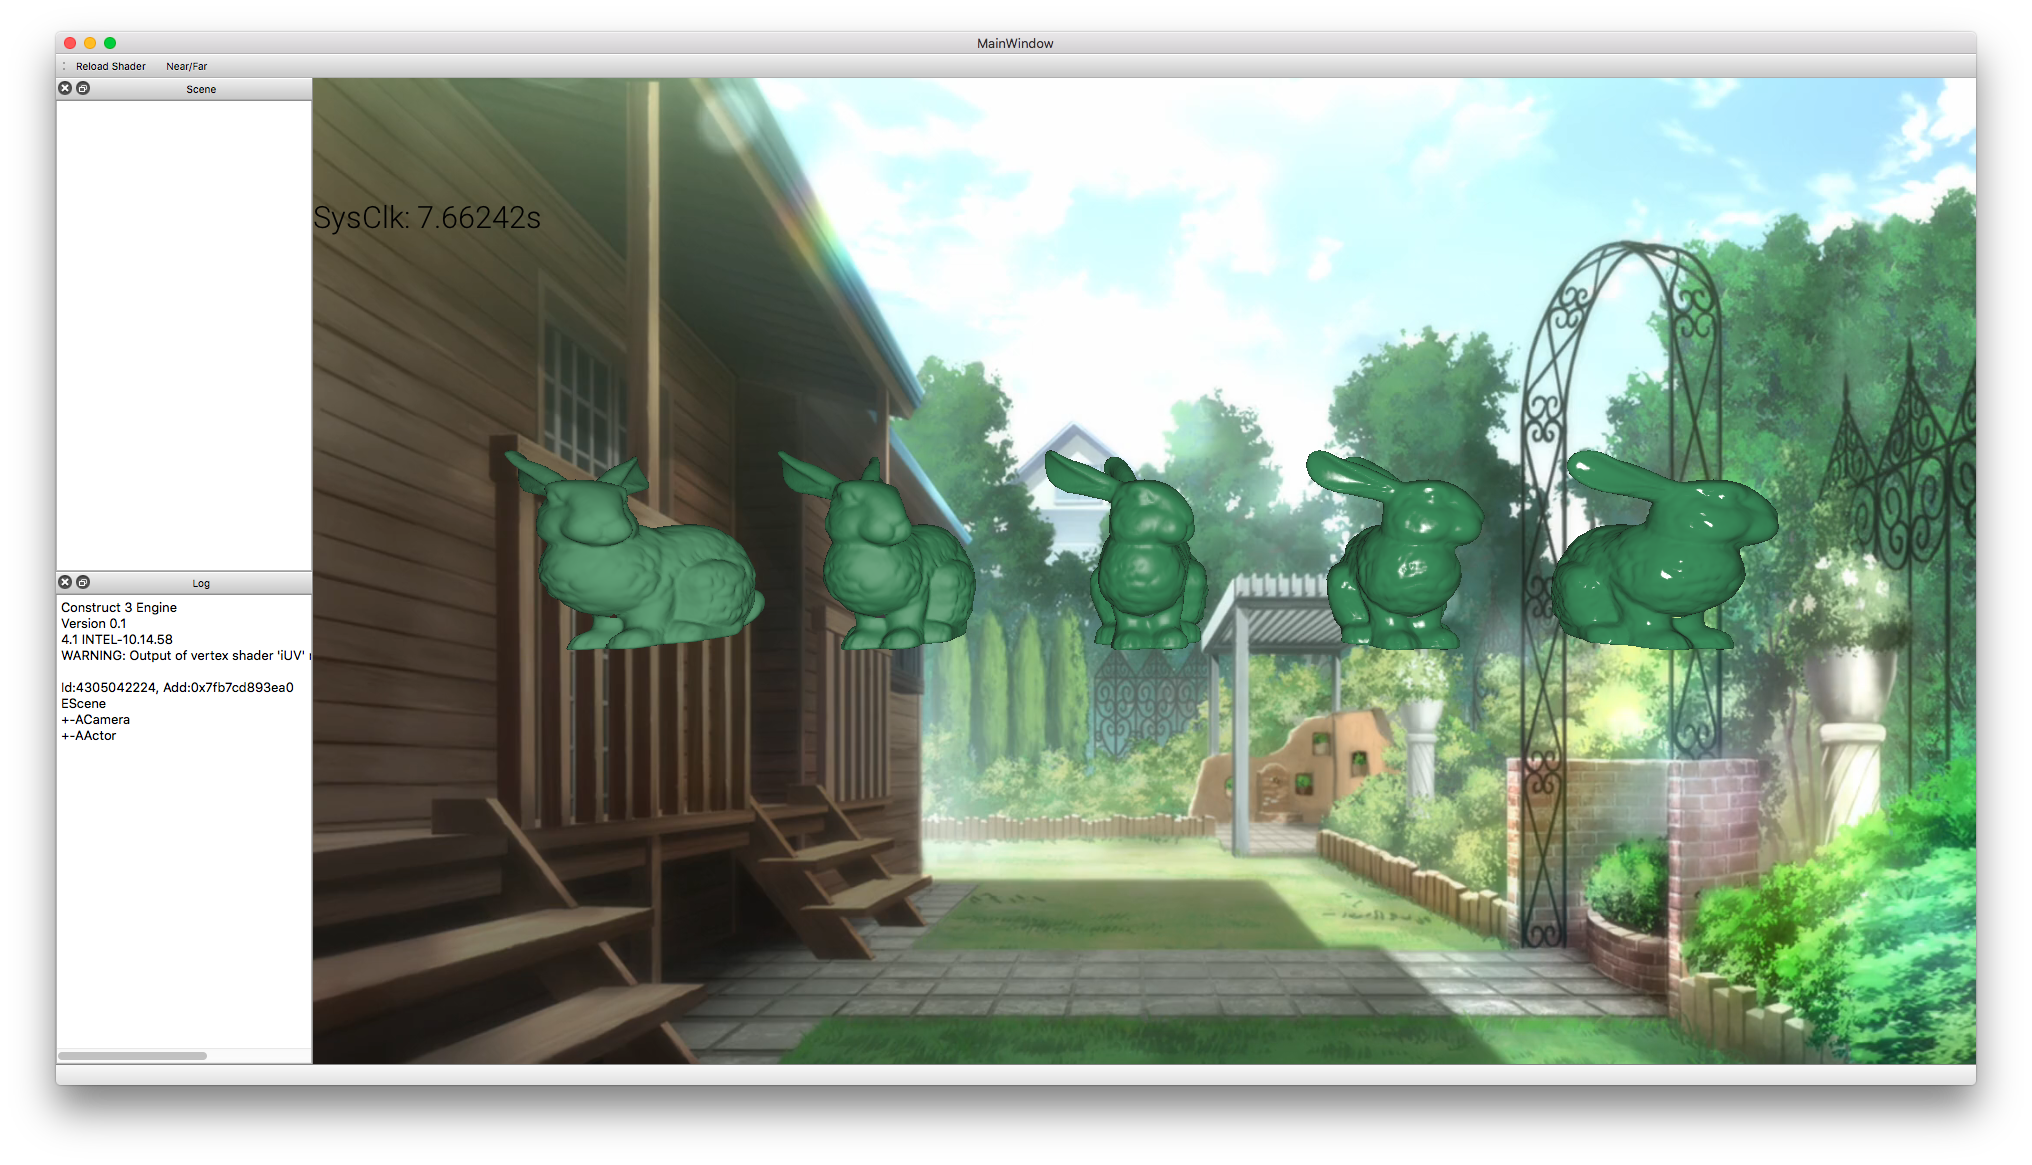 MainWindow
Reload Shader Near/Far
Scene
SysClk: 7.66242s
Log
Construct 3 Engine
Version 0.1
4.1 INTEL-10.14.58
WARNING: Output of vertex shader 'iUV'
Id:4305042224, Add:0x7fb7cd893ea0
EScene
+-ACamera
+-AActor